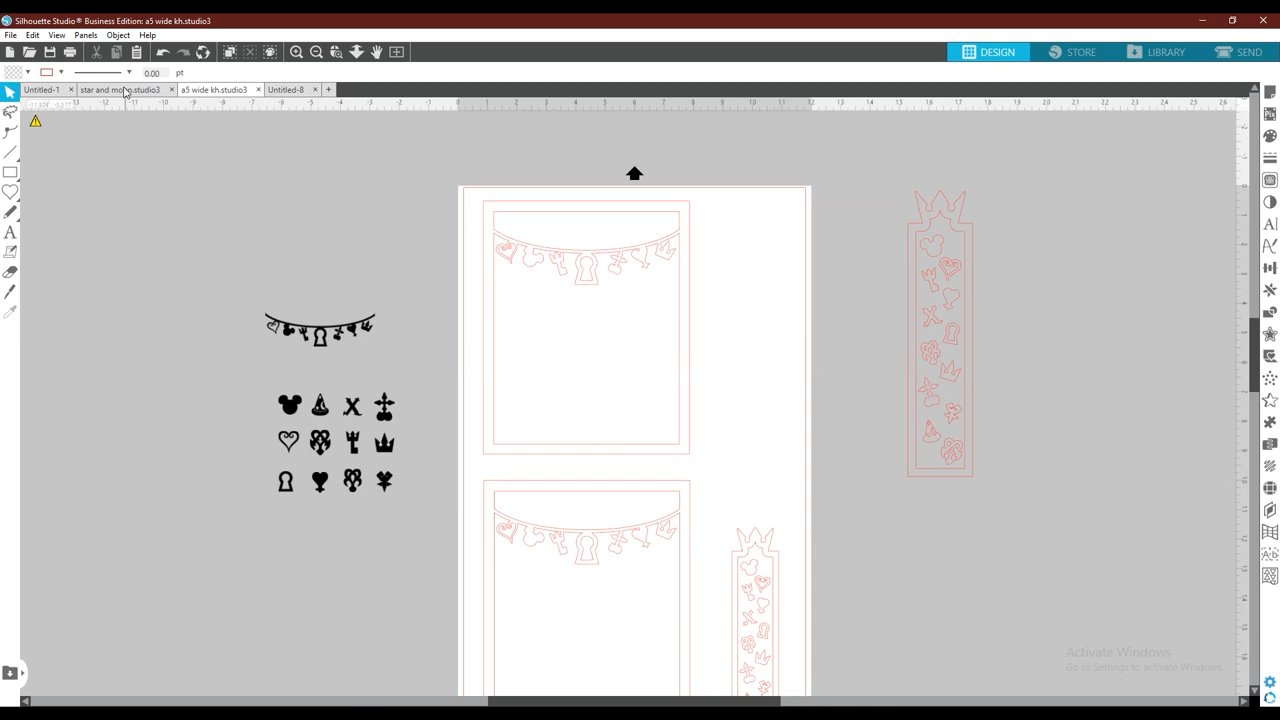 Silhouette Studio® Business Edition: a5 wide kh.studio3
File Edit View Panels Object Help
DESIGN STORE LIBRARY SEND
0.00 pt
Untitled-1 star and mo n.studio3 a5 wide kh.studio3 Untitled-8
Activate Windows
Go to Settings to activate Windows.